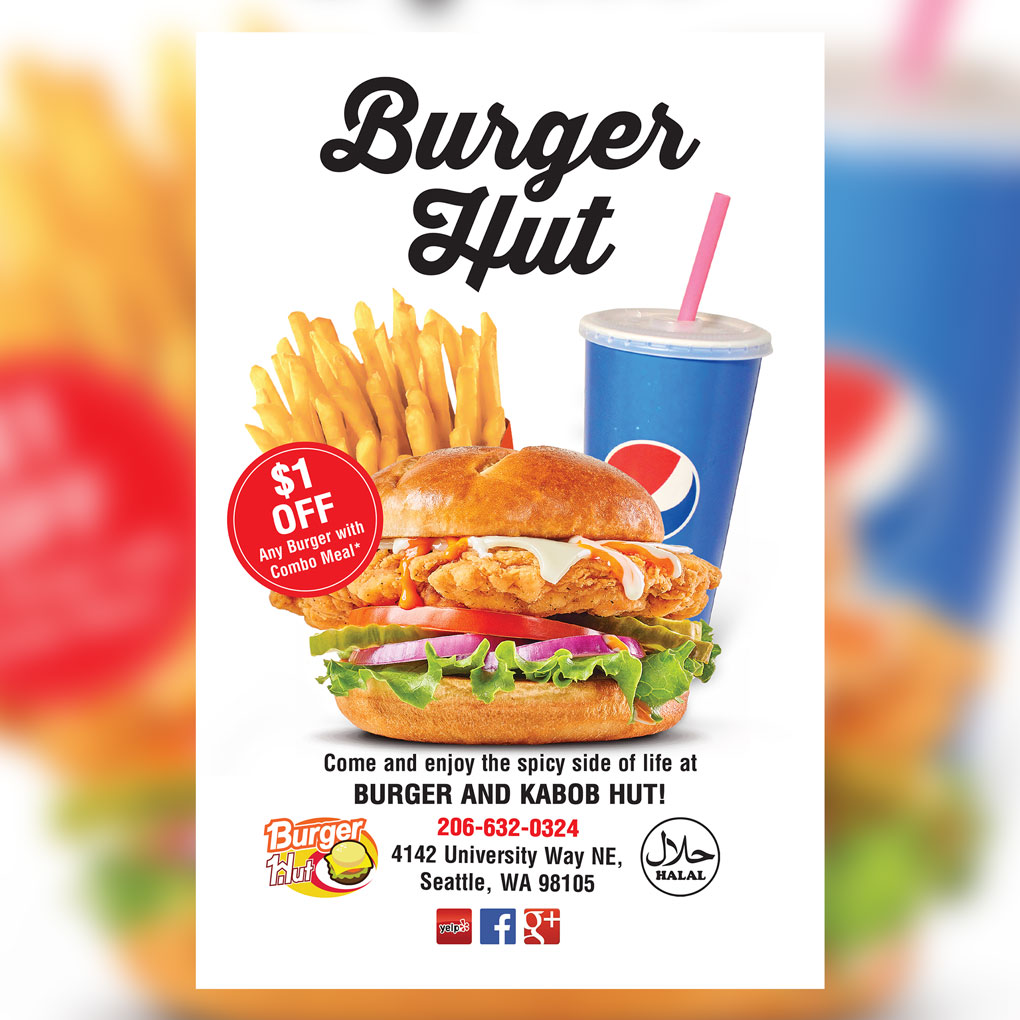 Burger
Hut
$1
OFF
Any Burger with
Combo Meal*
Come and enjoy the spicy side of life at
BURGER AND KABOB HUT!
206-632-0324
4142 University Way NE,
Seattle, WA 98105
Burger
Hut
حلال
HALAL
yelp
f
g+